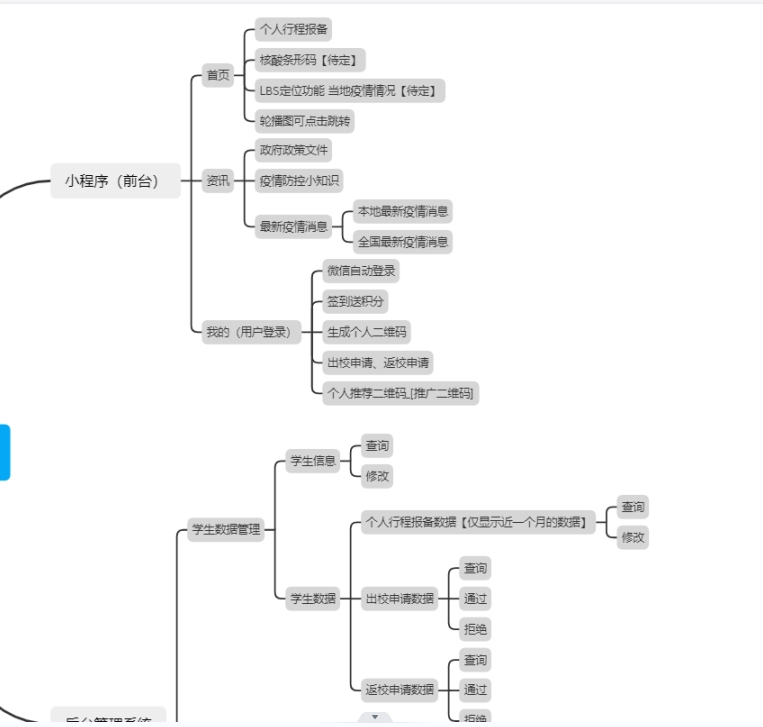 个人行程报备
核酸条形码【待定】
首页
LBS定位功能 当地疫情情况【待定】
轮播图可点击跳转
政府政策文件
小程序（前台）
资讯
疫情防控小知识
本地最新疫情消息
最新疫情消息
全国最新疫情消息
微信自动登录
签到送积分
我的（用户登录）
生成个人二维码
出校申请、返校申请
个人推荐二维码_[推广二维码]
查询
学生信息
修改
查询
个人行程报备数据【仅显示近一个月的数据】
学生数据管理
修改
查询
学生数据
出校申请数据
通过
拒绝
查询
返校申请数据
通过
拒绝
后台管理系统